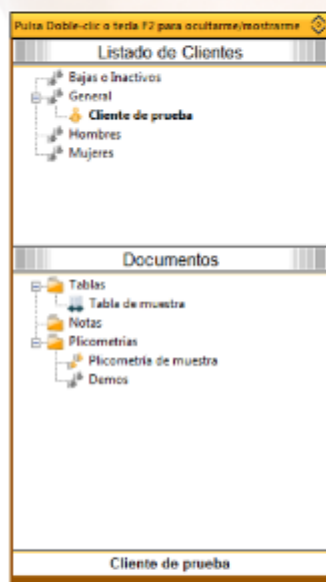 Pulsa Doble-clic o tecla F2 para ocultarme/mostrarme
Listado de Clientes
Bajas o Inactivos
General
Cliente de prueba
Hombres
Mujeres
Documentos
Tablas
Tabla de muestra
Notas
Plicometrias
Plicometría de muestra
Demos
Cliente de prueba